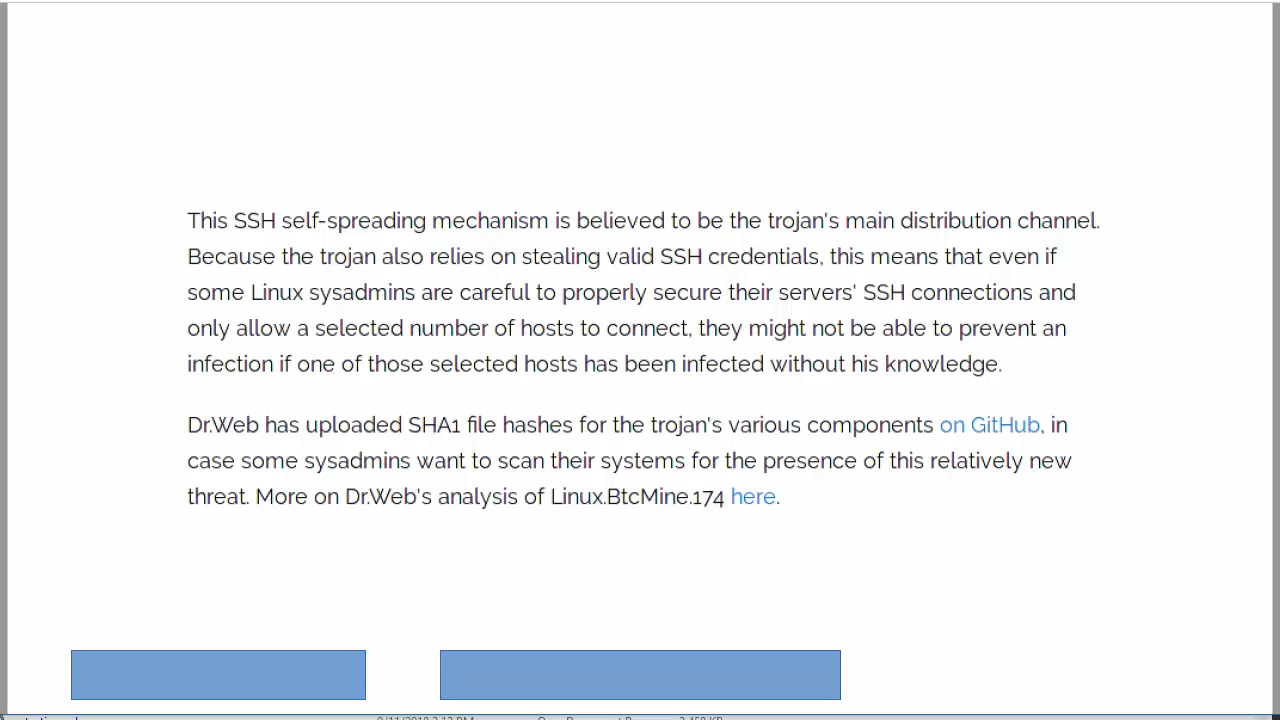 This SSH self-spreading mechanism is believed to be the trojan's main distribution channel.
Because the trojan also relies on stealing valid SSH credentials, this means that even if
some Linux sysadmins are careful to properly secure their servers' SSH connections and
only allow a selected number of hosts to connect, they might not be able to prevent an
infection if one of those selected hosts has been infected without his knowledge.
Dr.Web has uploaded SHA1 file hashes for the trojan's various components on GitHub, in
case some sysadmins want to scan their systems for the presence of this relatively new
threat. More on Dr.Web's analysis of Linux.BtcMine.174 here.